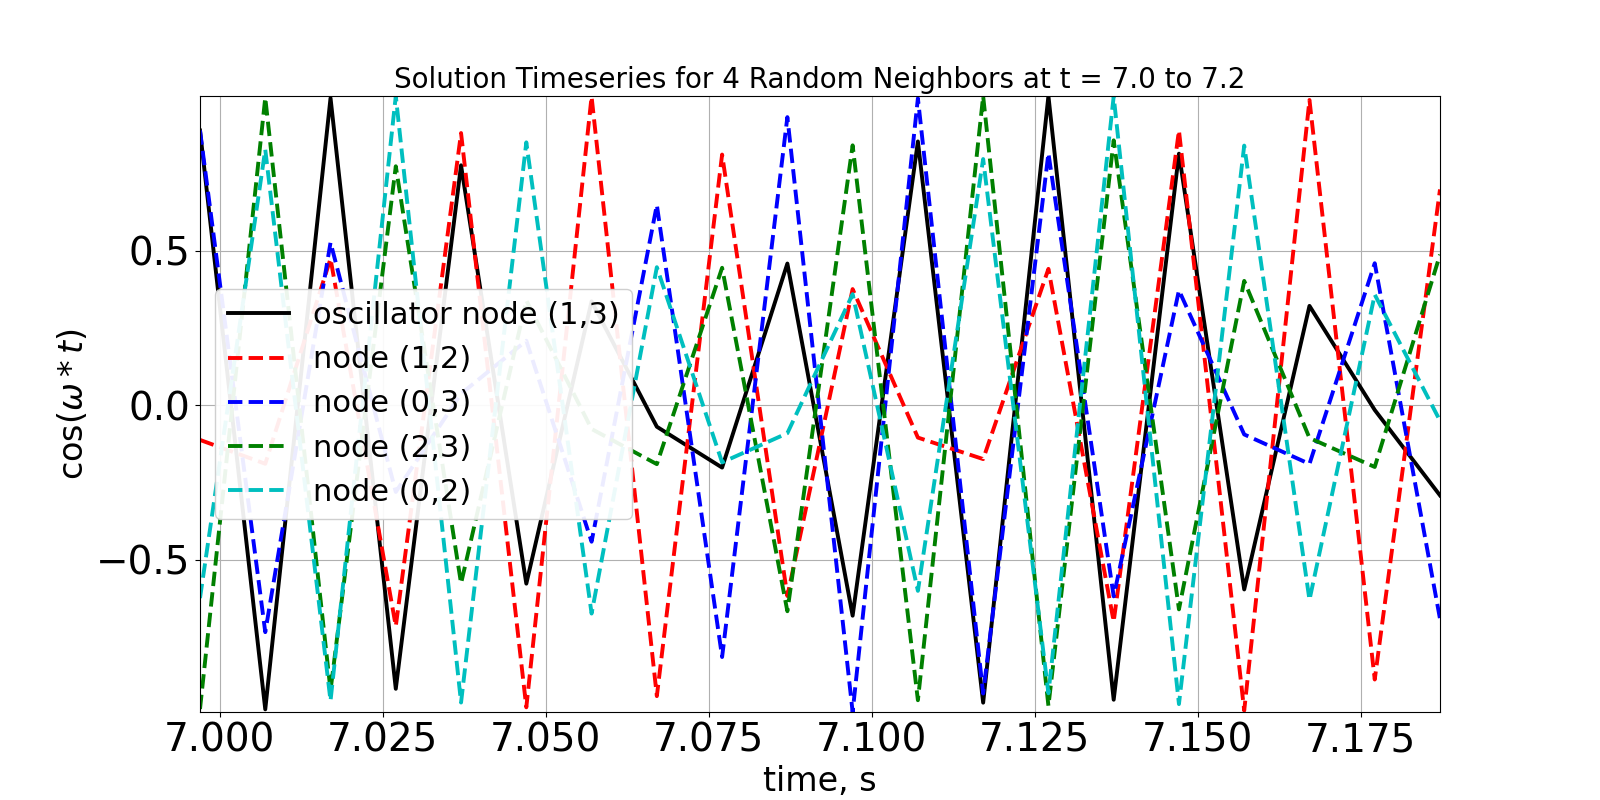 Solution Timeseries for 4 Random Neighbors at t = 7.0 to 7.2
0.5
0.0
−0.5
cos(ω * t)
oscillator node (1,3)
node (1,2)
node (0,3)
node (2,3)
node (0,2)
7.000 7.025 7.050 7.075 7.100 7.125 7.150 7.175
time, s